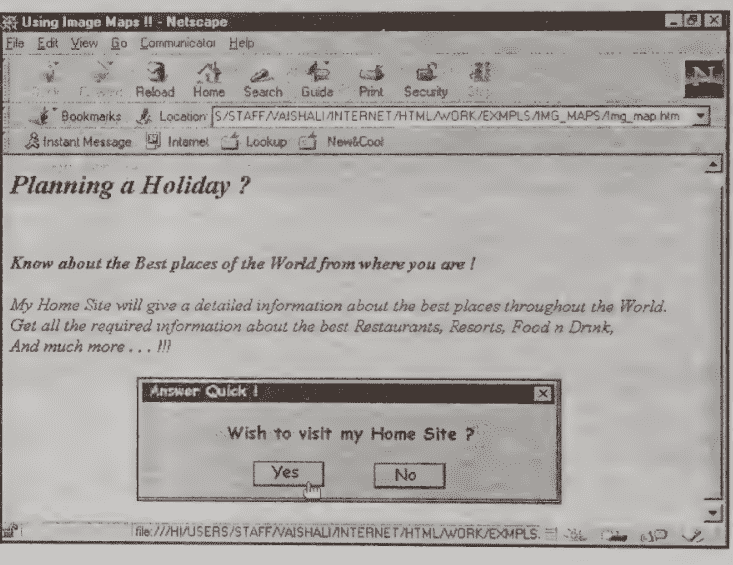 Using Image Maps !! - Netscape
File Edit View Go Communicator Help
Reload Home Search Guide Print Security Stop
Bookmarks Location: S/STAFF/VAISHALI/INTERNET/HTML/WORK/EXMPLS/IMG_MAPS/Img_map.htm
Instant Message Internet Lookup New&Cool
Planning a Holiday ?
Know about the Best places of the World from where you are !
My Home Site will give a detailed information about the best places throughout the World.
Get all the required information about the best Restaurants, Resorts, Food n Drink,
And much more . . . !!!
Answer Quick !
Wish to visit my Home Site ?
Yes No
file:///H|/USERS/STAFF/VAISHALI/INTERNET/HTML/WORK/EXMPLS.